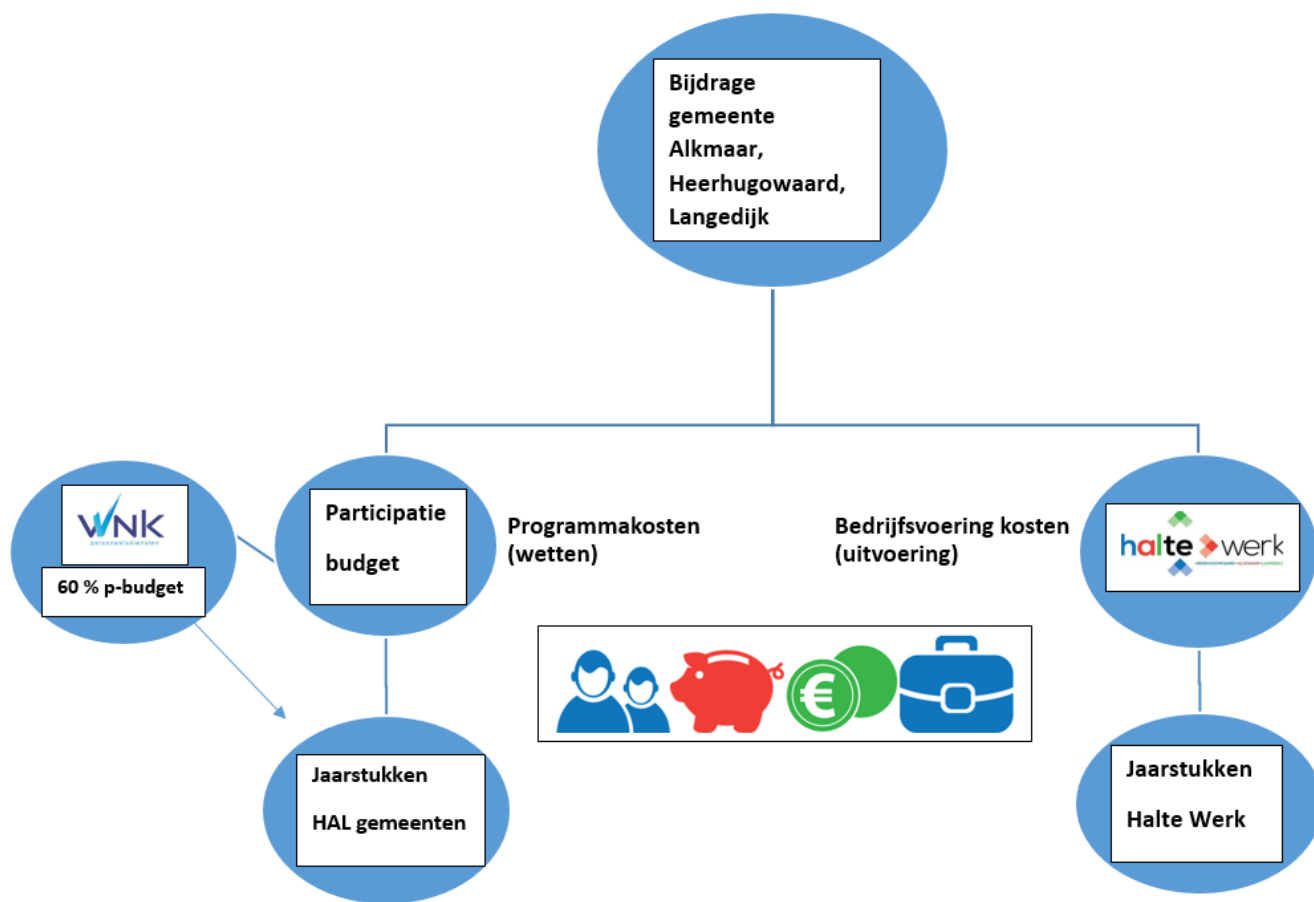 Bijdrage
gemeente
Alkmaar,
Heerhugowaard,
Langedijk
WNK
personeelsdiensten
60 % p-budget
Participatie
budget
Programmakosten
(wetten)
Bedrijfsvoering kosten
(uitvoering)
halte werk
€
Jaarstukken
HAL gemeenten
Jaarstukken
Halte Werk